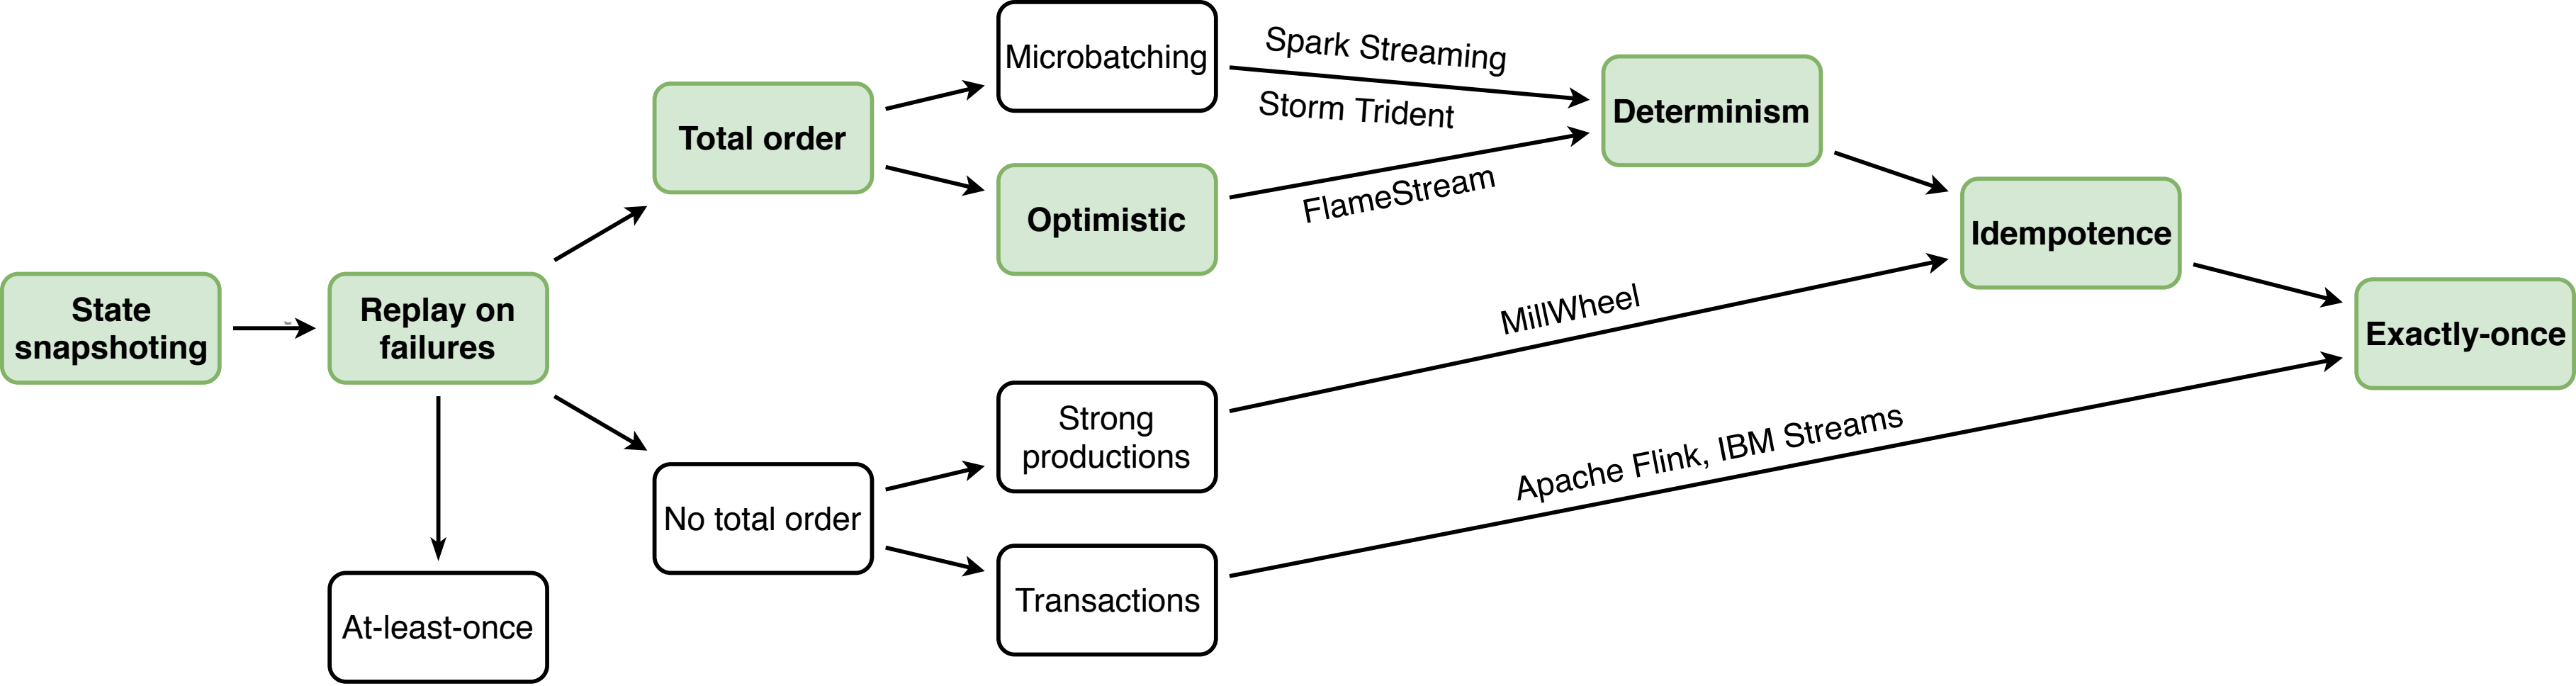 State
snapshoting
Replay on
failures
At-least-once
Total order
No total order
Microbatching
Optimistic
Strong
productions
Transactions
Spark Streaming
Storm Trident
FlameStream
MillWheel
Apache Flink, IBM Streams
Determinism
Idempotence
Exactly-once